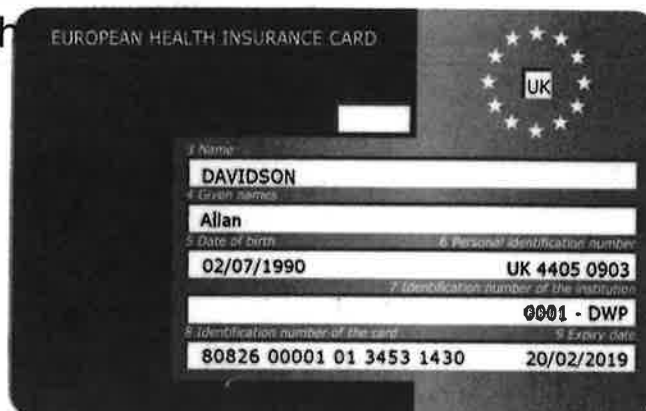 h
EUROPEAN HEALTH INSURANCE CARD
UK
3 Name
DAVIDSON
4 Given names
Allan
5 Date of birth 6 Personal identification number
02/07/1990 UK 4405 0903
7 Identification number of the institution
0001 - DWP
8 Identification number of the card 9 Expiry date
80826 00001 01 3453 1430 20/02/2019